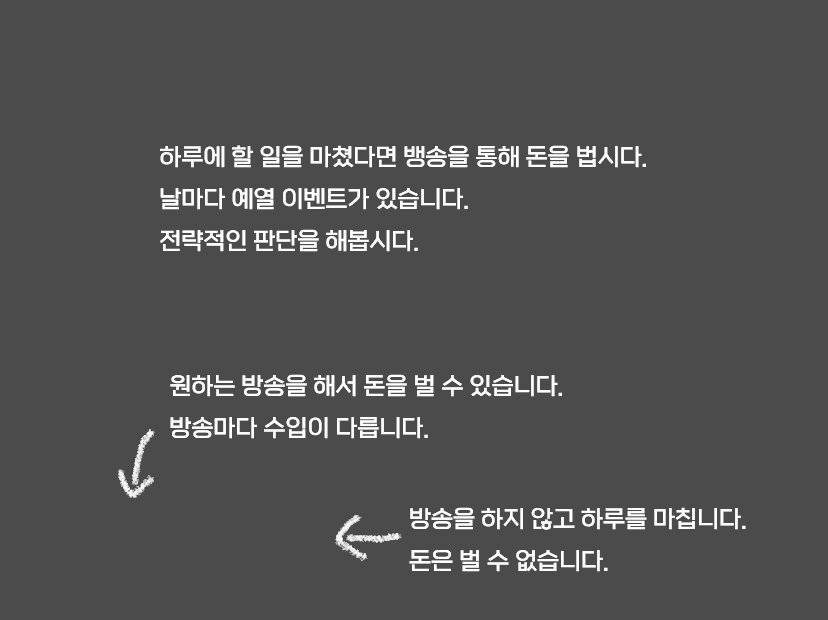 하루에 할 일을 마쳤다면 뱅송을 통해 돈을 법시다.
날마다 예열 이벤트가 있습니다.
전략적인 판단을 해봅시다.
원하는 방송을 해서 돈을 벌 수 있습니다.
방송마다 수입이 다릅니다.
방송을 하지 않고 하루를 마칩니다.
돈은 벌 수 없습니다.